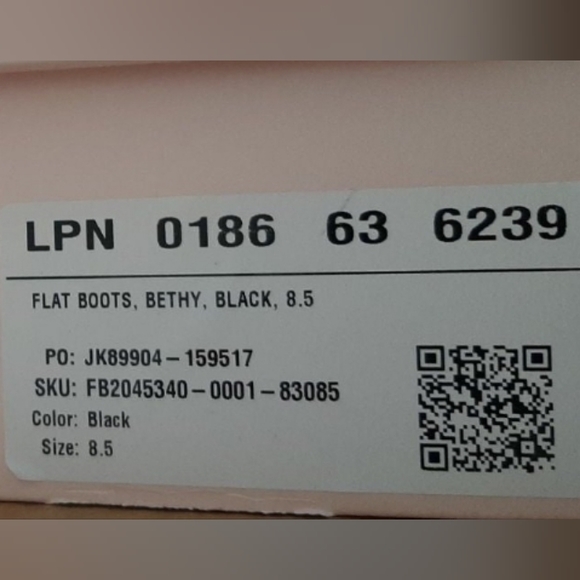 LPN 0186 63 6239
FLAT BOOTS, BETHY, BLACK, 8.5
PO: JK89904-159517
SKU: FB2045340-0001-83085
Color: Black
Size: 8.5